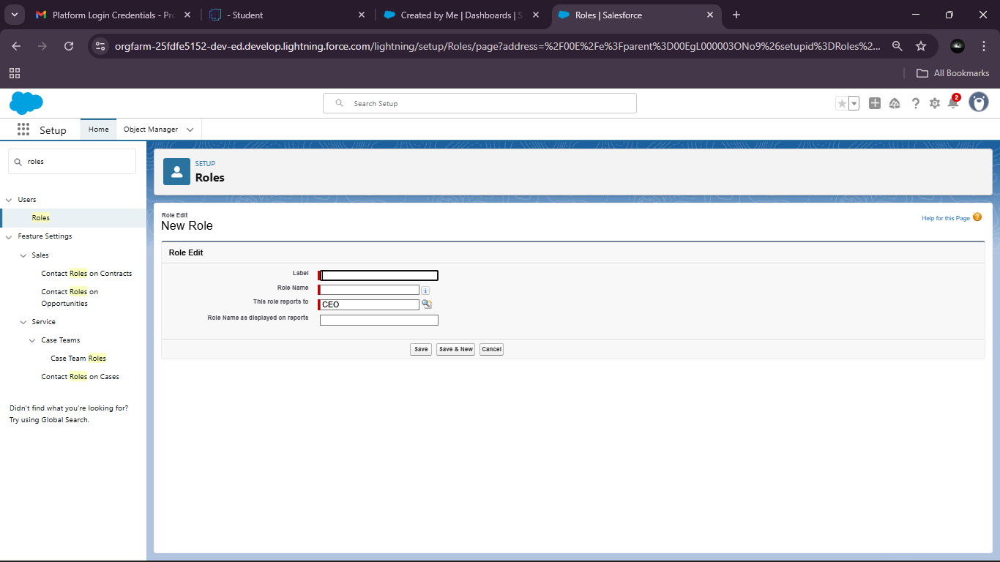 Platform Login Credentials - Pro
- Student
Created by Me | Dashboards | S
Roles | Salesforce
orgfarm-25fdfe5152-dev-ed.develop.lightning.force.com/lightning/setup/Roles/page?address=%2F00E%2Fe%3Fparent%3D00EgL000003ONo9%26setupid%3DRoles%2...
All Bookmarks
Search Setup
2
Setup
Home
Object Manager
roles
Users
Roles
Feature Settings
Sales
Contact Roles on Contracts
Contact Roles on
Opportunities
Service
Case Teams
Case Team Roles
Contact Roles on Cases
Didn't find what you're looking for?
Try using Global Search.
SETUP
Roles
Role Edit
New Role
Help for this Page
Role Edit
Label
Role Name
This role reports to
CEO
Role Name as displayed on reports
Save
Save & New
Cancel